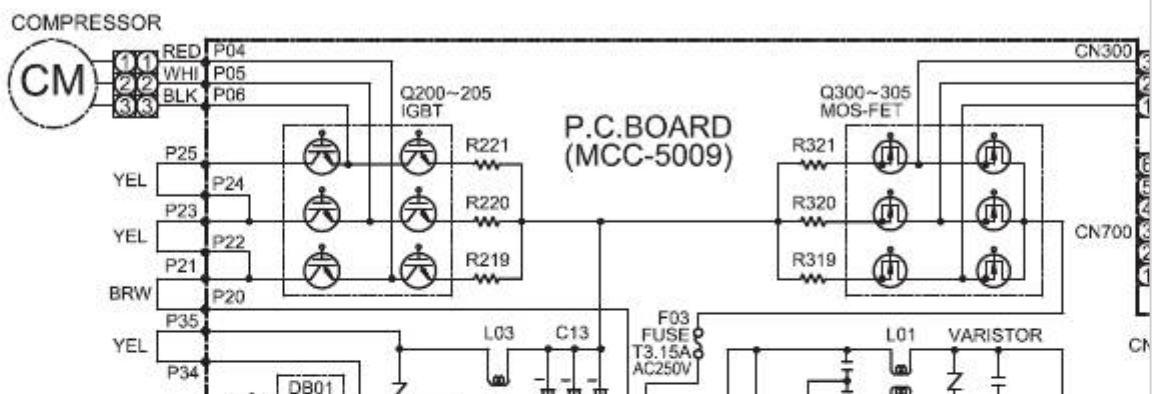 COMPRESSOR
CM
1 1 RED P04
2 2 WHI P05
3 3 BLK P06
CN300
Q200~205
IGBT
P.C.BOARD
(MCC-5009)
Q300~305
MOS-FET
P25
YEL
P24
P23
YEL
P22
P21
BRW
P20
P35
YEL
P34
R221
R220
R219
R321
R320
R319
CN700
L03
C13
F03
FUSE
T3.15A
AC250V
L01
VARISTOR
CN
DB01